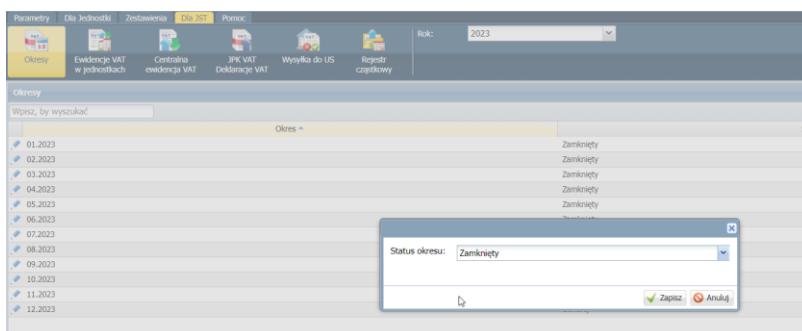 Parametry Dla Jednostki Zestawienia Dla JST Pomoc
Okresy
Ewidencje VAT w jednostkach
Centralna ewidencja VAT
JPK VAT Deklaracje VAT
Wysyłka do US
Rejestr cząstkowy
Rok: 2023
Okresy
Wpisz, by wyszukać
Okres
01.2023 Zamknięty
02.2023 Zamknięty
03.2023 Zamknięty
04.2023 Zamknięty
05.2023 Zamknięty
06.2023
07.2023
08.2023
09.2023
10.2023
11.2023
12.2023
Status okresu: Zamknięty
Zapisz Anuluj